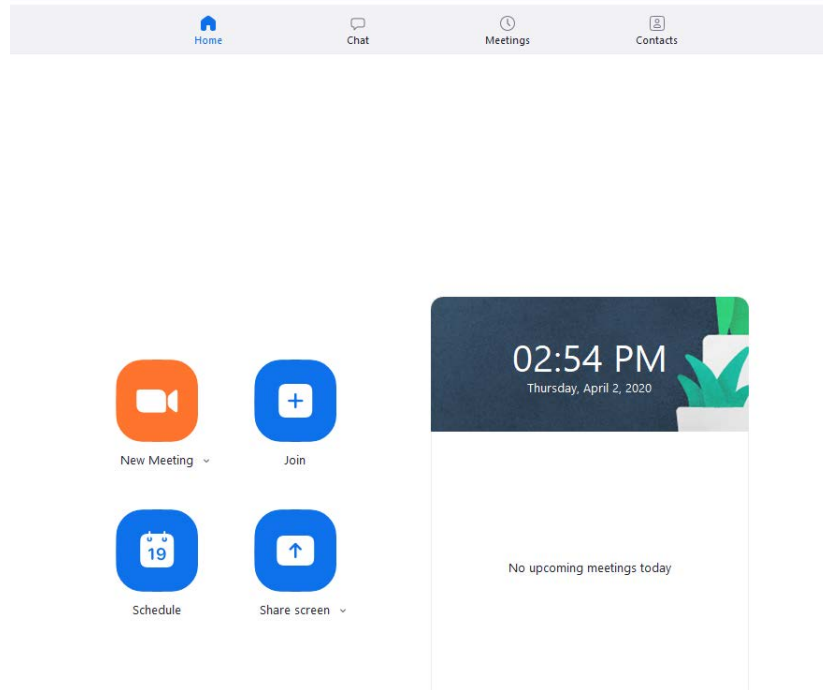 Home Chat Meetings Contacts
02:54 PM
Thursday, April 2, 2020
New Meeting Join
19
Schedule Share screen
No upcoming meetings today